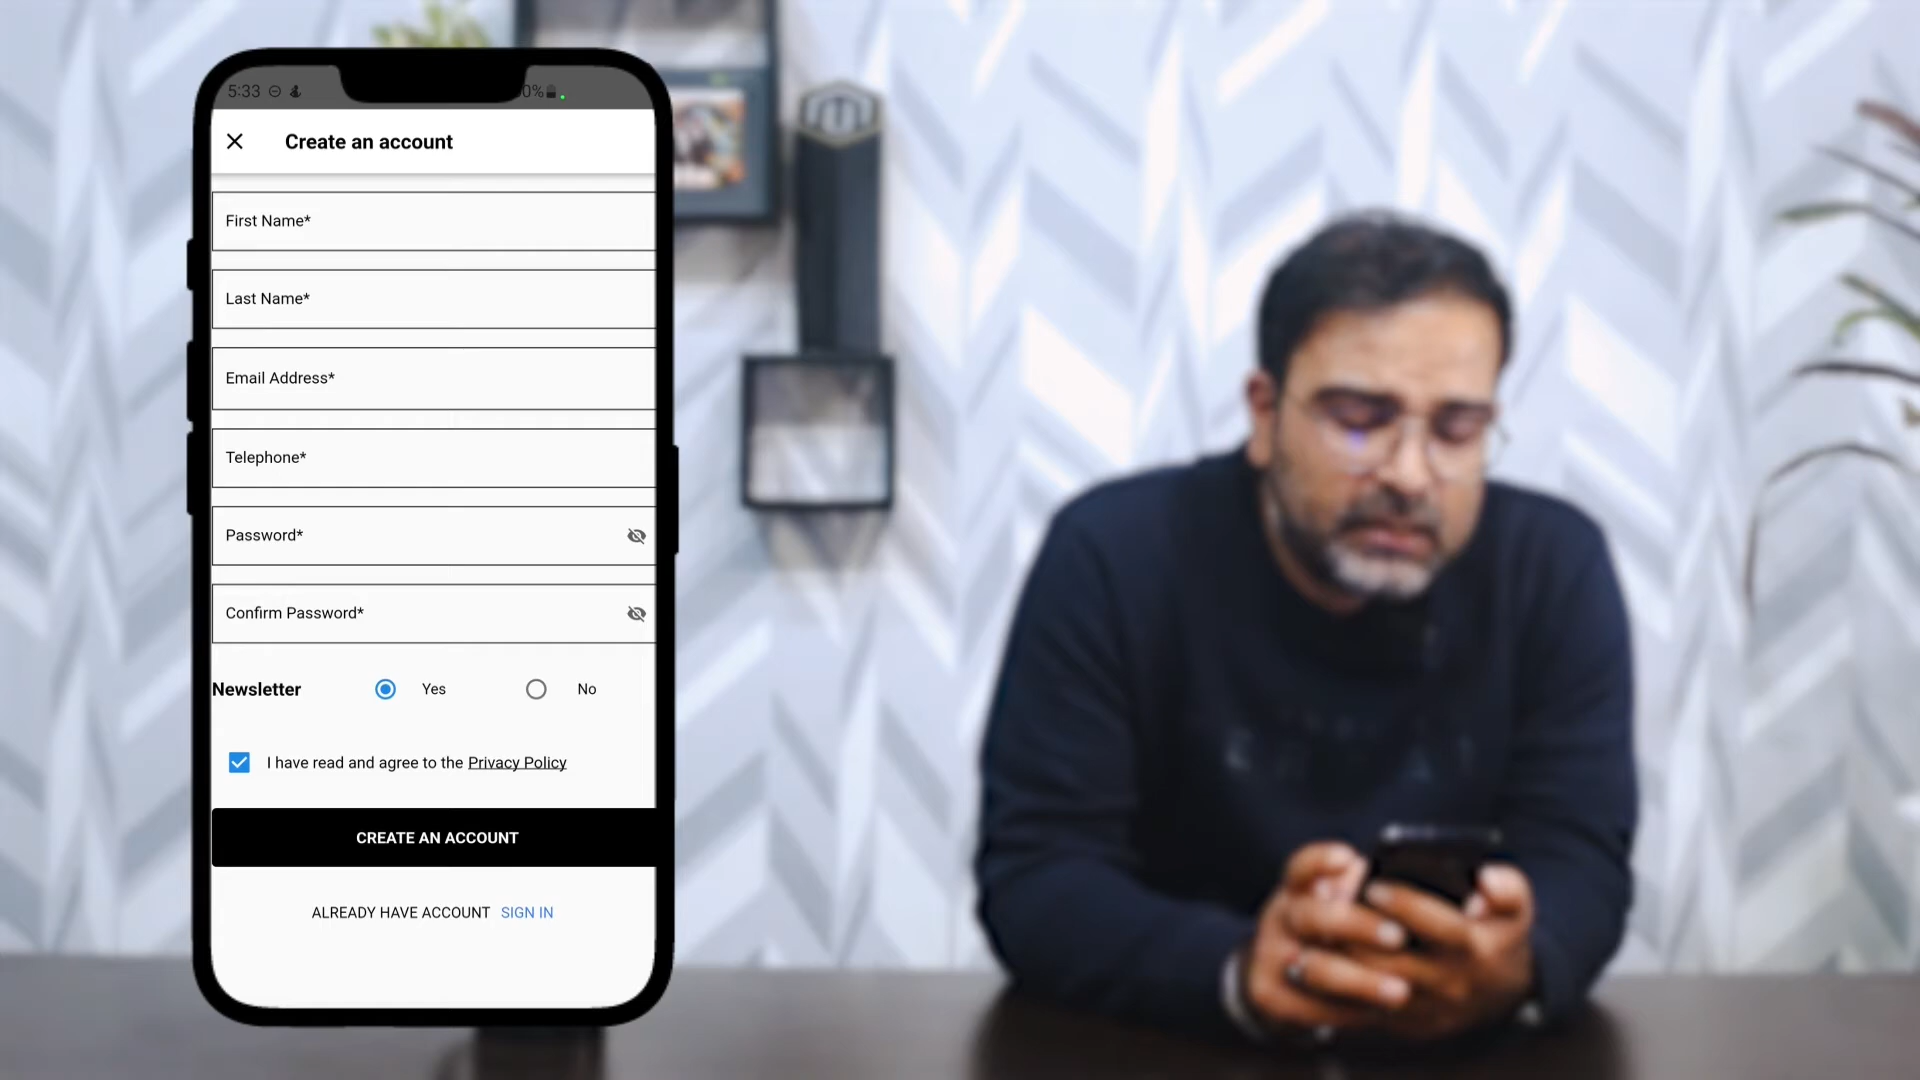 5:33
0%
Create an account
First Name*
Last Name*
Email Address*
Telephone*
Password*
Confirm Password*
Newsletter Yes No
I have read and agree to the Privacy Policy
CREATE AN ACCOUNT
ALREADY HAVE ACCOUNT SIGN IN